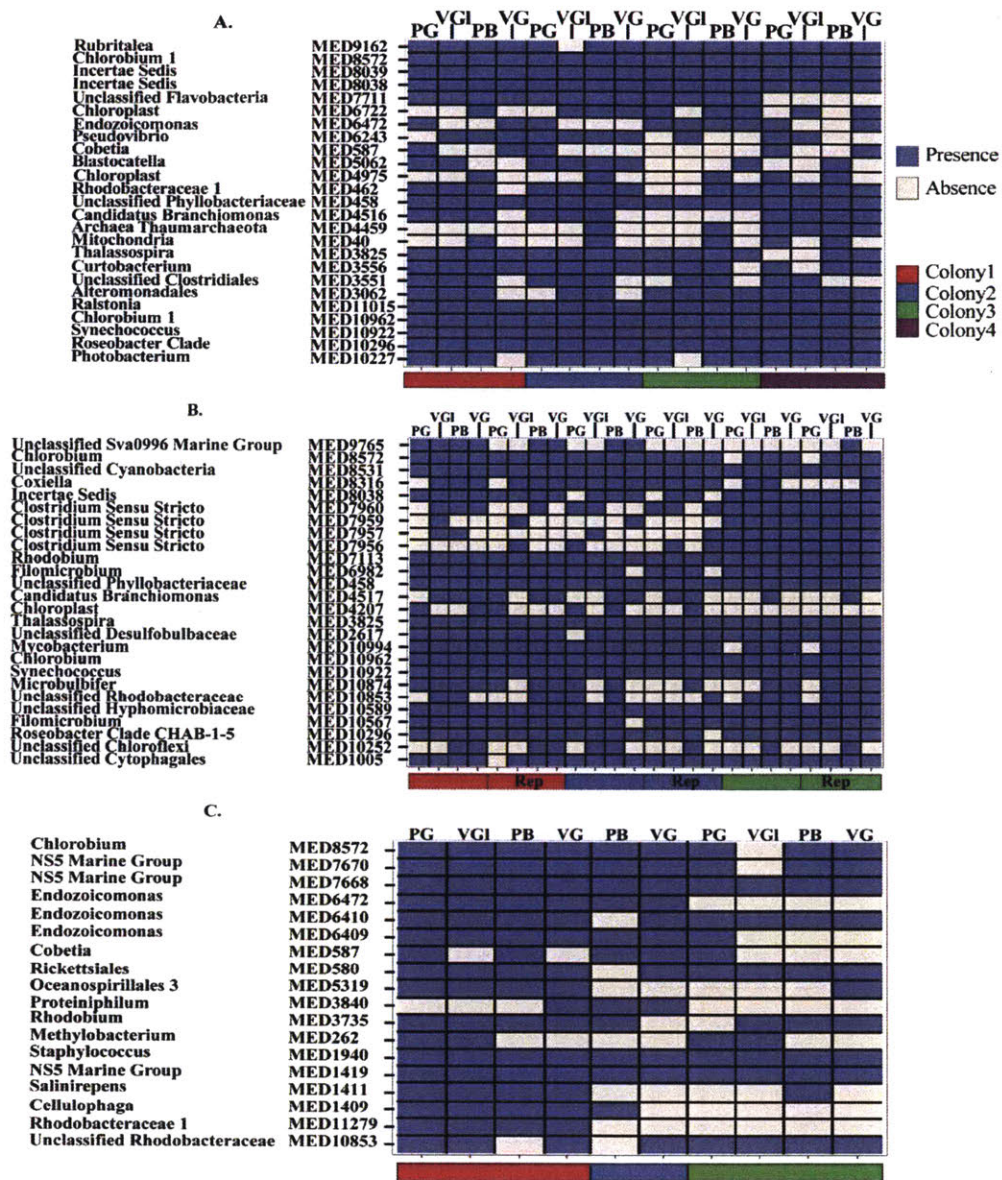 A.
VGl VG VGl VG VGl VG VGl VG
PG PB PG PB PG PB PG PB
Rubritalea MED9162
Chlorobium 1 MED8572
Incertae Sedis MED8039
Incertae Sedis MED8038
Unclassified Flavobacteria MED7711
Chloroplast MED6722
Endozoicomonas MED6472
Pseudovibrio MED6243
Cobetia MED587
Blastocatella MED5062
Chloroplast MED4975
Rhodobacteraceae 1 MED462
Unclassified Phyllobacteriaceae MED458
Candidatus Branchiomonas MED4516
Archaea Thaumarchaeota MED4459
Mitochondria MED40
Thalassospira MED3825
Curtobacterium MED3556
Unclassified Clostridiales MED3551
Alteromonadales MED3062
Ralstonia MED11015
Chlorobium 1 MED10962
Synechococcus MED10922
Roseobacter Clade MED10296
Photobacterium MED10227
Presence
Absence
Colony1
Colony2
Colony3
Colony4
B.
VGl VG VGl VG VGl VG VGl VG VGl VG VGl VG
PG PB PG PB PG PB PG PB PG PB PG PB
Unclassified Sva0996 Marine Group MED9765
Chlorobium MED8572
Unclassified Cyanobacteria MED8531
Coxiella MED8316
Incertae Sedis MED8038
Clostridium Sensu Stricto MED7960
Clostridium Sensu Stricto MED7959
Clostridium Sensu Stricto MED7957
Clostridium Sensu Stricto MED7956
Rhodobium MED7113
Filomicrobium MED6982
Unclassified Phyllobacteriaceae MED458
Candidatus Branchiomonas MED4517
Chloroplast MED4207
Thalassospira MED3825
Unclassified Desulfobulbaceae MED2617
Mycobacterium MED10994
Chlorobium MED10962
Synechococcus MED10922
Microbulbifer MED10874
Unclassified Rhodobacteraceae MED10853
Unclassified Hyphomicrobiaceae MED10589
Filomicrobium MED10567
Roseobacter Clade CHAB-1-5 MED10296
Unclassified Chloroflexi MED10252
Unclassified Cytophagales MED1005
Rep Rep Rep
C.
PG VGl PB VG PB VG PG VGl PB VG
Chlorobium MED8572
NS5 Marine Group MED7670
NS5 Marine Group MED7668
Endozoicomonas MED6472
Endozoicomonas MED6410
Endozoicomonas MED6409
Cobetia MED587
Rickettsiales MED580
Oceanospirillales 3 MED5319
Proteiniphilum MED3840
Rhodobium MED3735
Methylobacterium MED262
Staphylococcus MED1940
NS5 Marine Group MED1419
Salinirepens MED1411
Cellulophaga MED1409
Rhodobacteraceae 1 MED11279
Unclassified Rhodobacteraceae MED10853